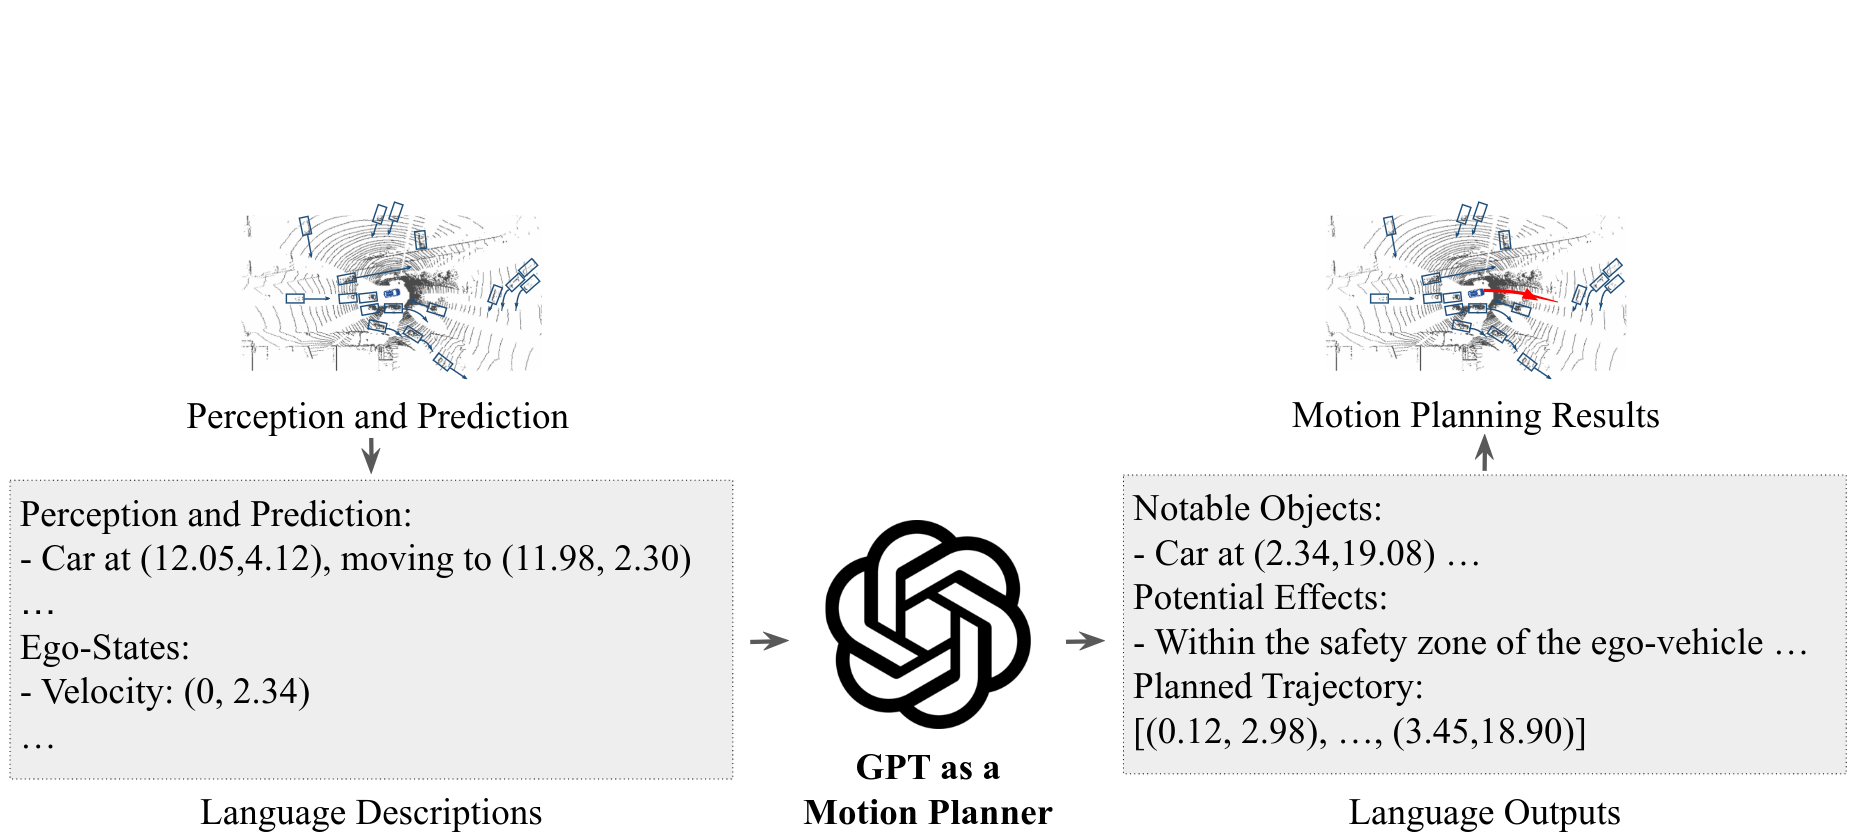 Perception and Prediction
Perception and Prediction:
- Car at (12.05,4.12), moving to (11.98, 2.30)
…
Ego-States:
- Velocity: (0, 2.34)
…
Language Descriptions
GPT as a
Motion Planner
Motion Planning Results
Notable Objects:
- Car at (2.34,19.08) …
Potential Effects:
- Within the safety zone of the ego-vehicle …
Planned Trajectory:
[(0.12, 2.98), …, (3.45,18.90)]
Language Outputs